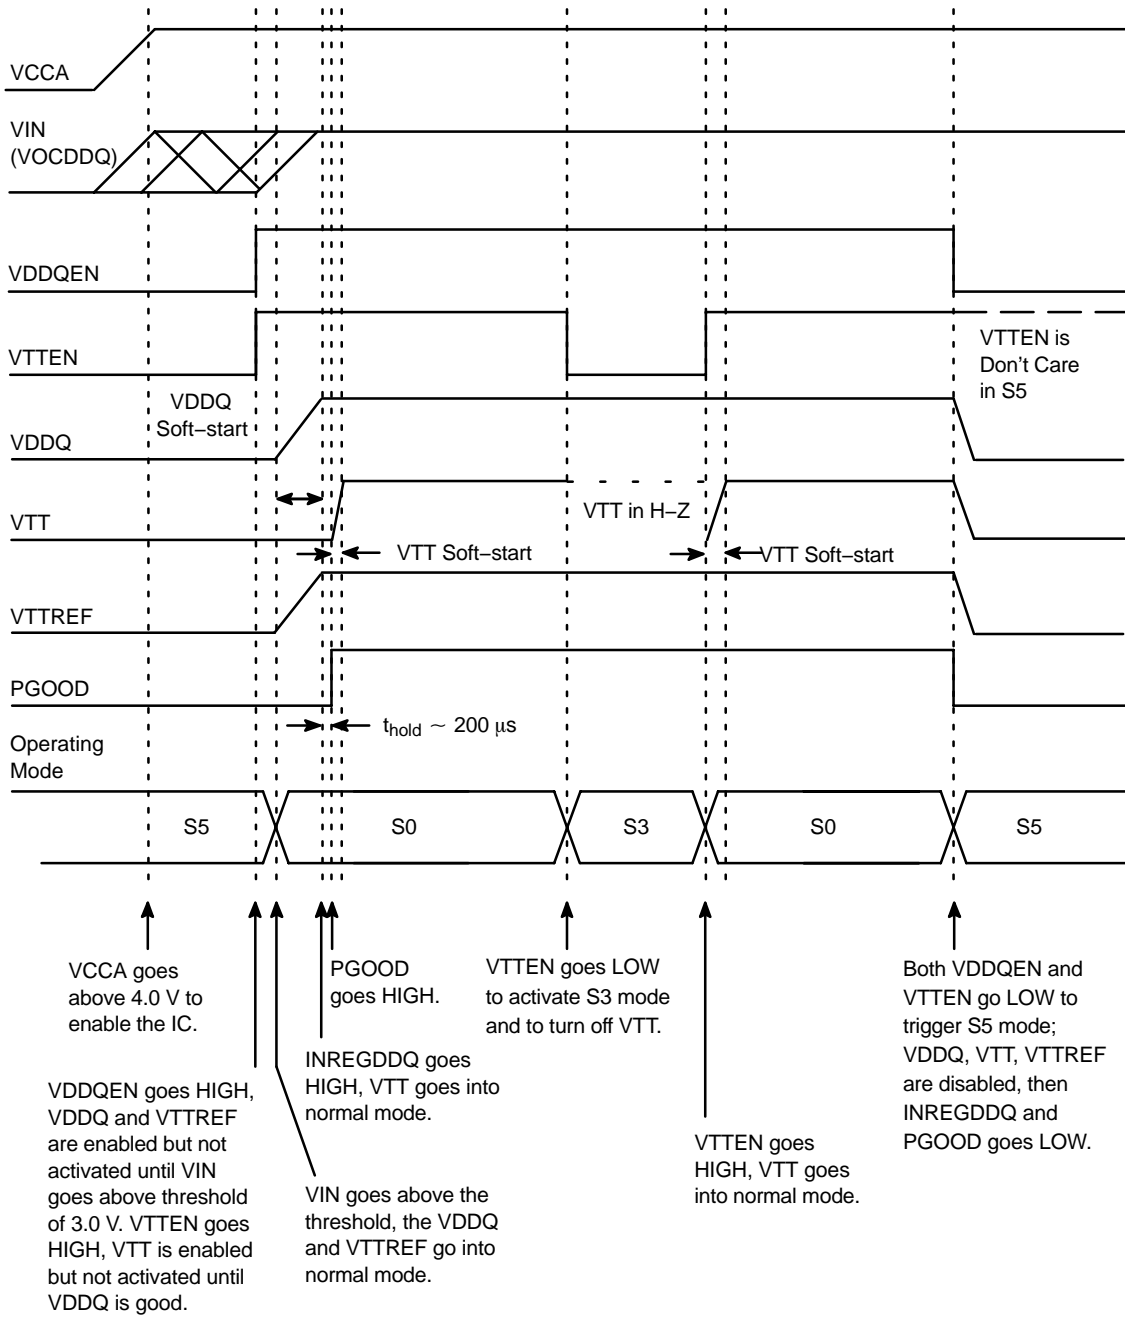 VCCA
VIN
(VOCDDQ)
VDDQEN
VTTEN
VTTEN is
Don't Care
in S5
VDDQ
Soft−start
VDDQ
VTT in H−Z
VTT
VTT Soft−start
VTT Soft−start
VTTREF
PGOOD
thold ~ 200 μs
Operating
Mode
S5
S0
S3
S0
S5
VCCA goes
above 4.0 V to
enable the IC.
PGOOD
goes HIGH.
VTTEN goes LOW
to activate S3 mode
and to turn off VTT.
Both VDDQEN and
VTTEN go LOW to
trigger S5 mode;
VDDQ, VTT, VTTREF
are disabled, then
INREGDDQ and
PGOOD goes LOW.
INREGDDQ goes
HIGH, VTT goes into
normal mode.
VDDQEN goes HIGH,
VDDQ and VTTREF
are enabled but not
activated until VIN
goes above threshold
of 3.0 V. VTTEN goes
HIGH, VTT is enabled
but not activated until
VDDQ is good.
VIN goes above the
threshold, the VDDQ
and VTTREF go into
normal mode.
VTTEN goes
HIGH, VTT goes
into normal mode.